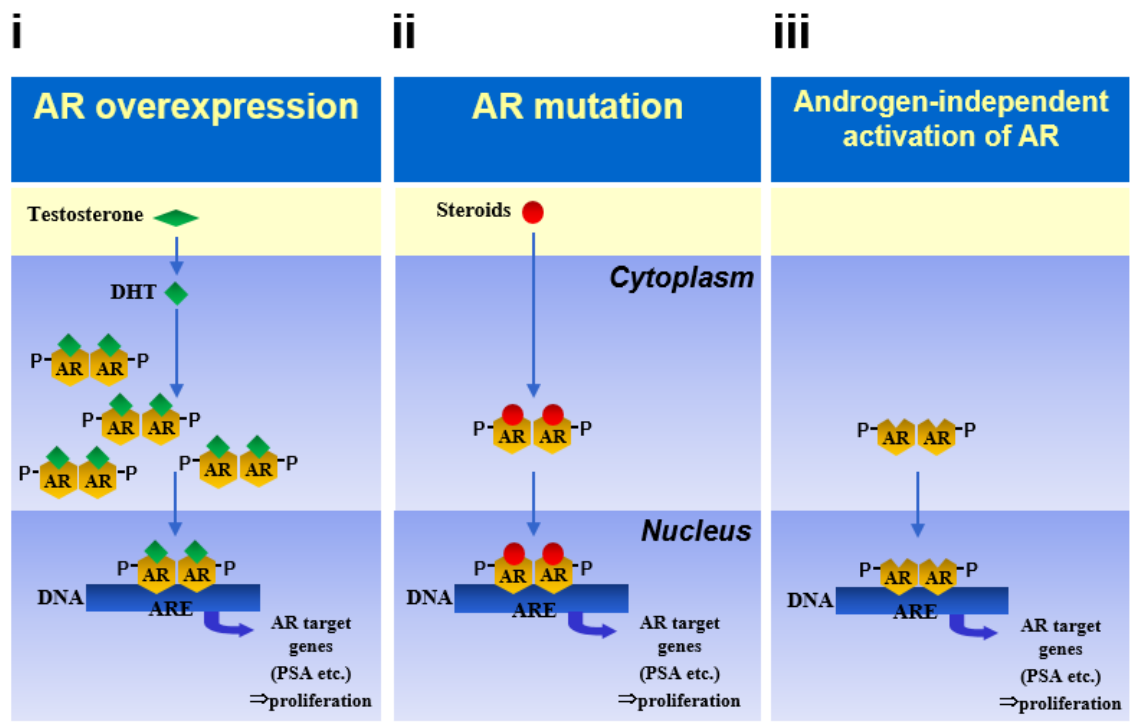 i
AR overexpression
Testosterone
DHT
P AR AR P
P AR AR P
P AR AR P
P AR AR P
P AR AR P
DNA
ARE
AR target
genes
(PSA etc.)
⇒proliferation
ii
AR mutation
Steroids
Cytoplasm
P AR AR P
Nucleus
P AR AR P
DNA
ARE
AR target
genes
(PSA etc.)
⇒proliferation
iii
Androgen-independent
activation of AR
P AR AR P
P AR AR P
DNA
ARE
AR target
genes
(PSA etc.)
⇒proliferation